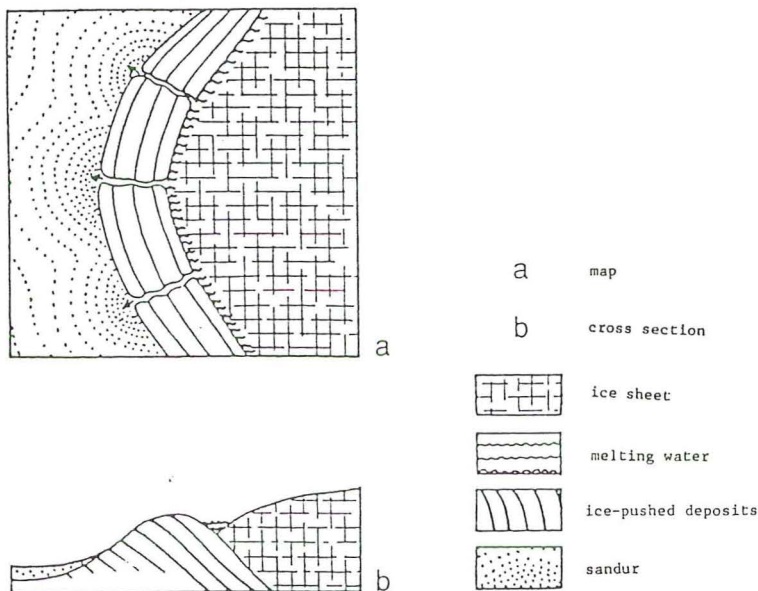 a
b
a map
b cross section
ice sheet
melting water
ice-pushed deposits
sandur